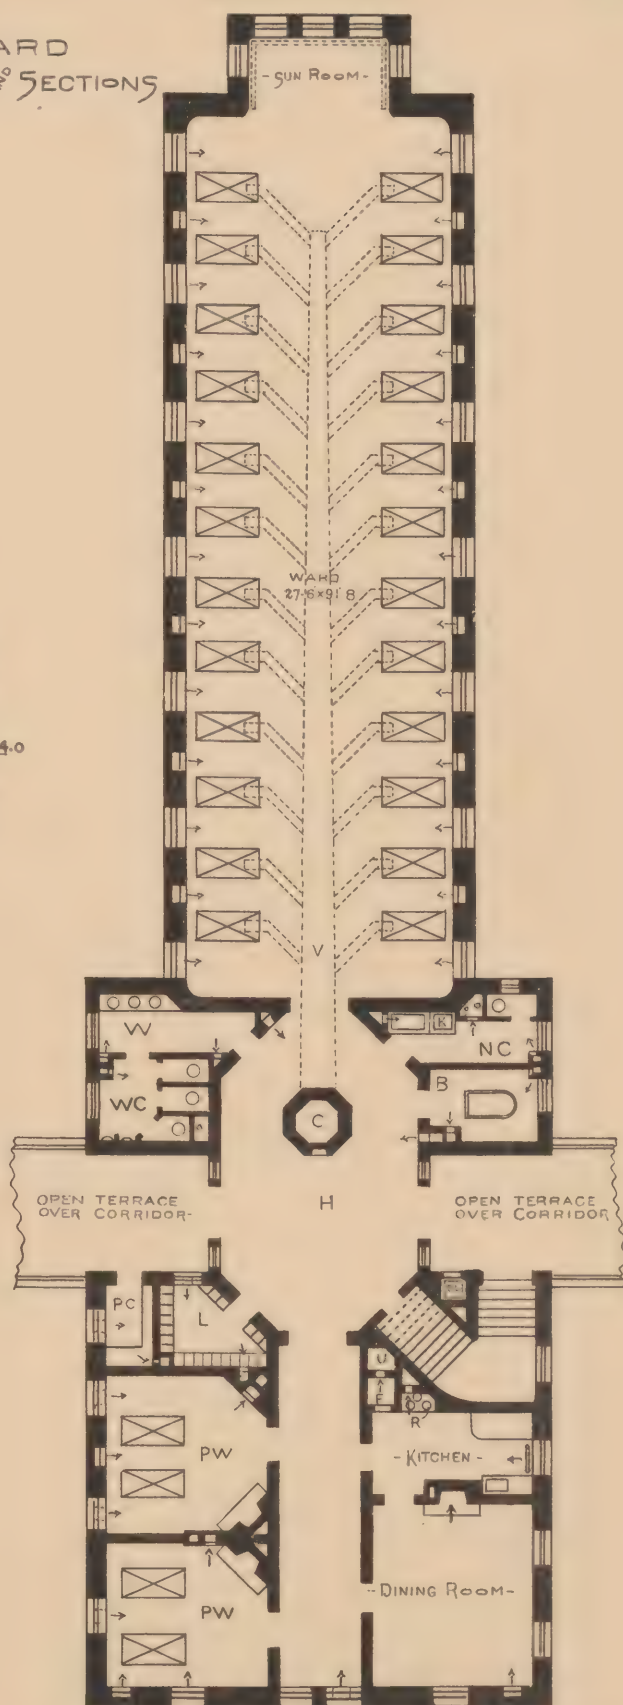 ARD
ND SECTIONS
- SUN ROOM -
WARD
27.6 × 91.8
4.0
V
W
K
NC
WC
B
C
OPEN TERRACE
OVER CORRIDOR -
H
OPEN TERRACE
OVER CORRIDOR
PC
L
U
F
D
R
PW
- KITCHEN -
- DINING ROOM -
PW